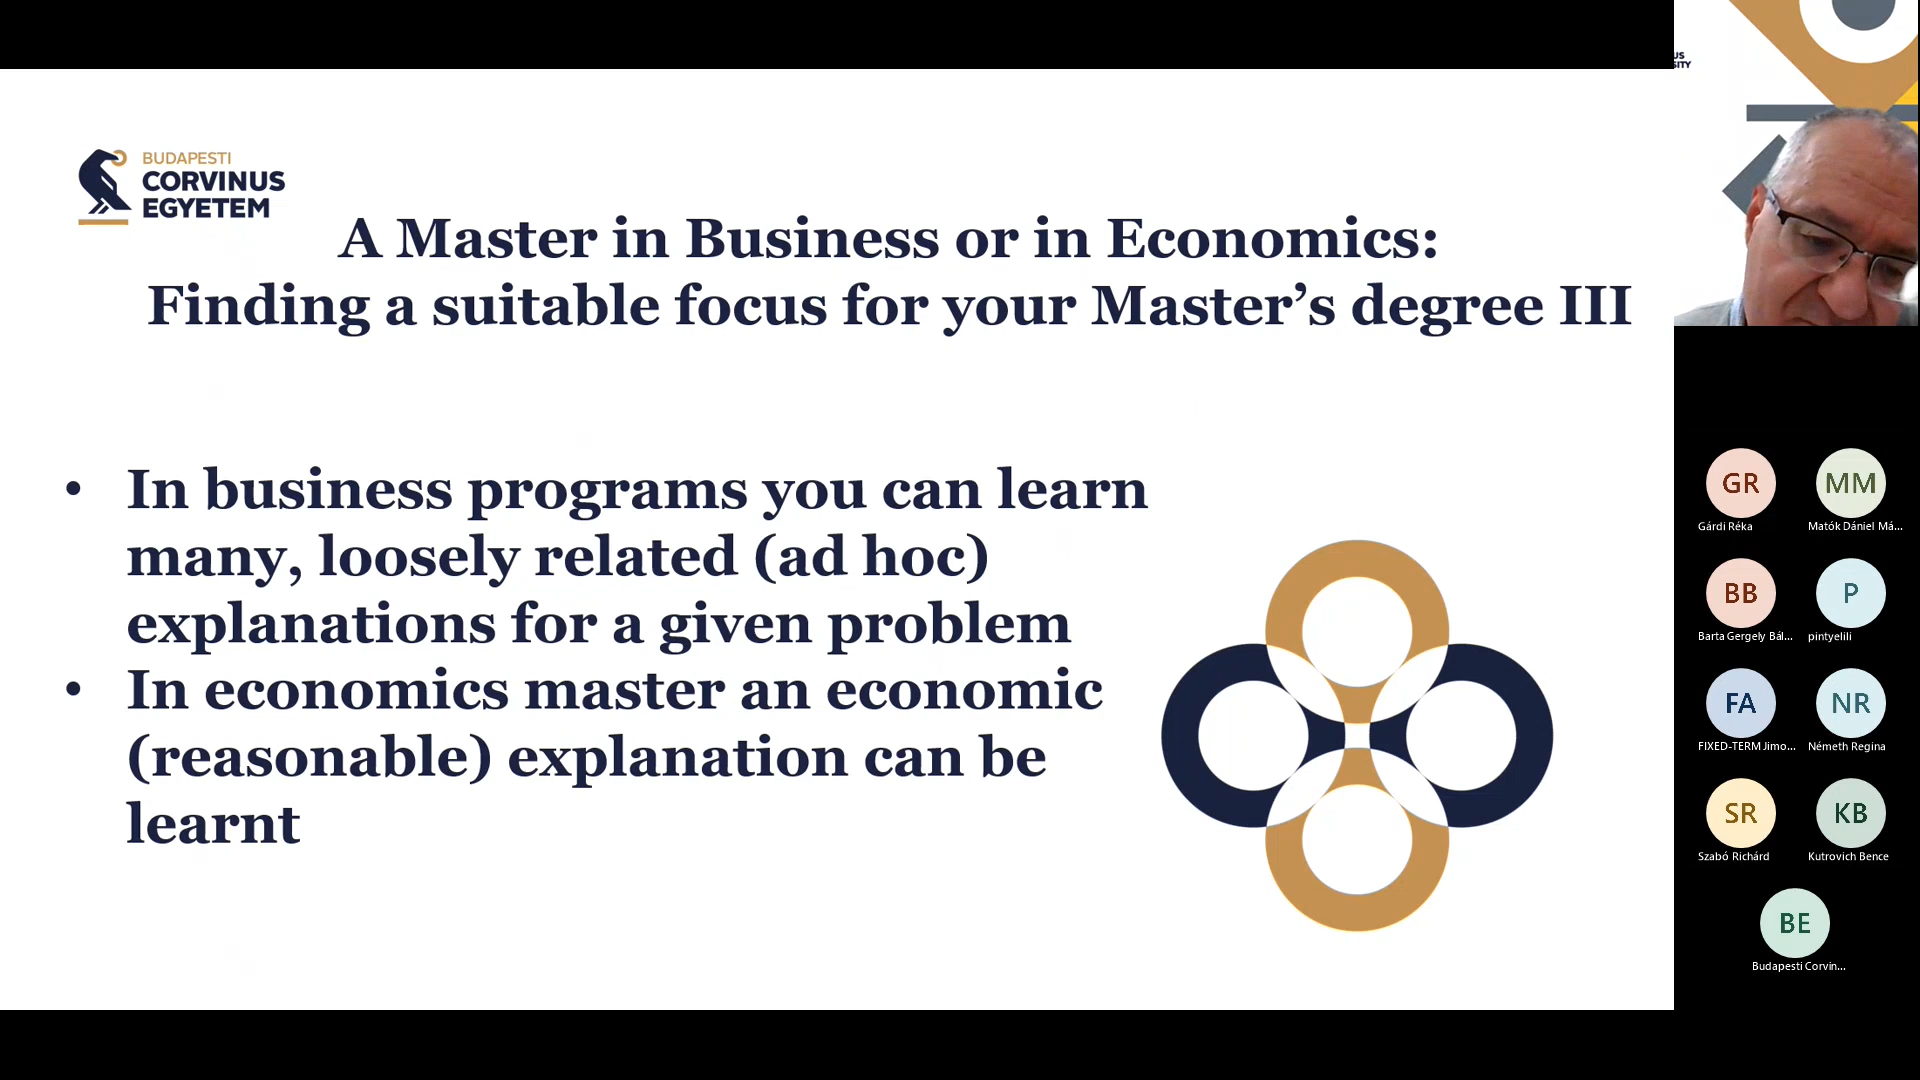 BUDAPESTI
CORVINUS
EGYETEM
A Master in Business or in Economics:
Finding a suitable focus for your Master’s degree III
• In business programs you can learn
many, loosely related (ad hoc)
explanations for a given problem
• In economics master an economic
(reasonable) explanation can be
learnt
US
SITY
GR
MM
Gárdi Réka
Matók Dániel Má...
BB
P
Barta Gergely Bál...
pintyelili
FA
NR
FIXED-TERM Jimo...
Németh Regina
SR
KB
Szabó Richárd
Kutrovich Bence
BE
Budapesti Corvin...